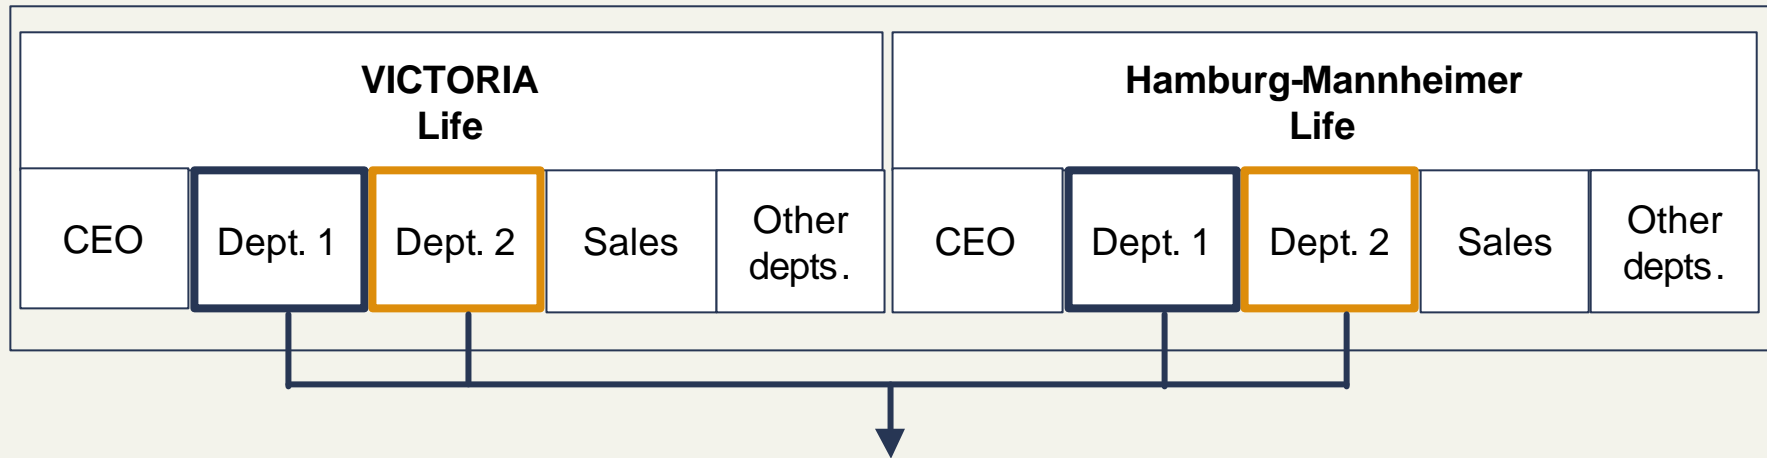 VICTORIA
Life
Hamburg-Mannheimer
Life
CEO
Dept. 1
Dept. 2
Sales
Other
depts.
CEO
Dept. 1
Dept. 2
Sales
Other
depts.